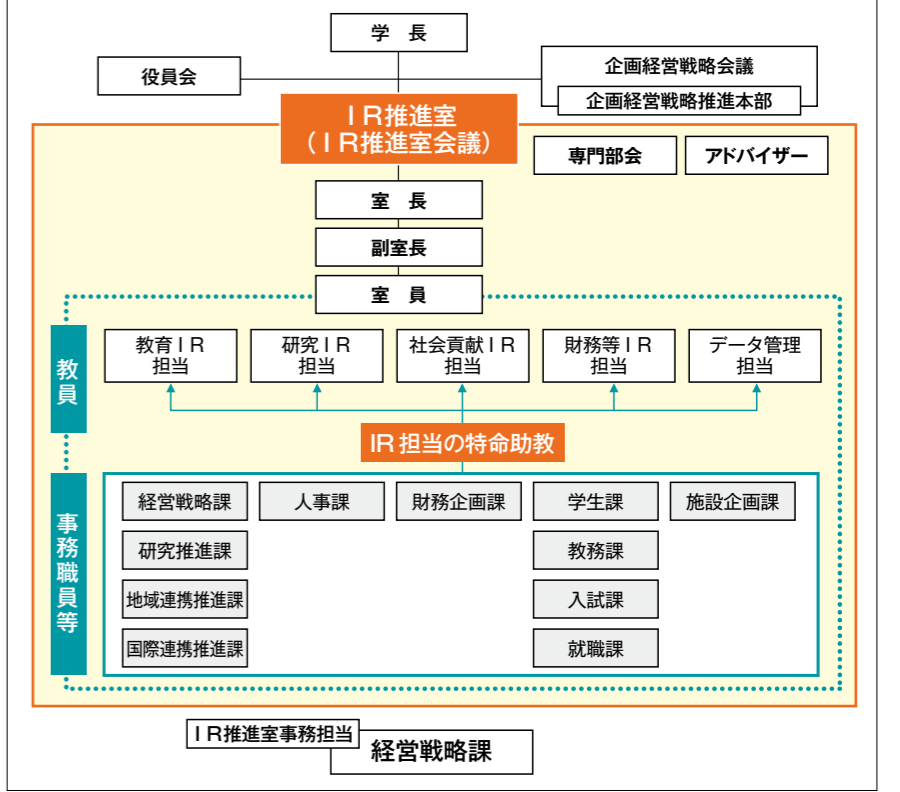 学　長
役員会
企画経営戦略会議
企画経営戦略推進本部
ＩＲ推進室
（ＩＲ推進室会議）
専門部会
アドバイザー
室　長
副室長
室　員
教員
教育ＩＲ
担当
研究ＩＲ
担当
社会貢献ＩＲ
担当
財務等ＩＲ
担当
データ管理
担当
IR 担当の特命助教
事務職員等
経営戦略課
人事課
財務企画課
学生課
施設企画課
研究推進課
教務課
地域連携推進課
入試課
国際連携推進課
就職課
ＩＲ推進室事務担当
経営戦略課